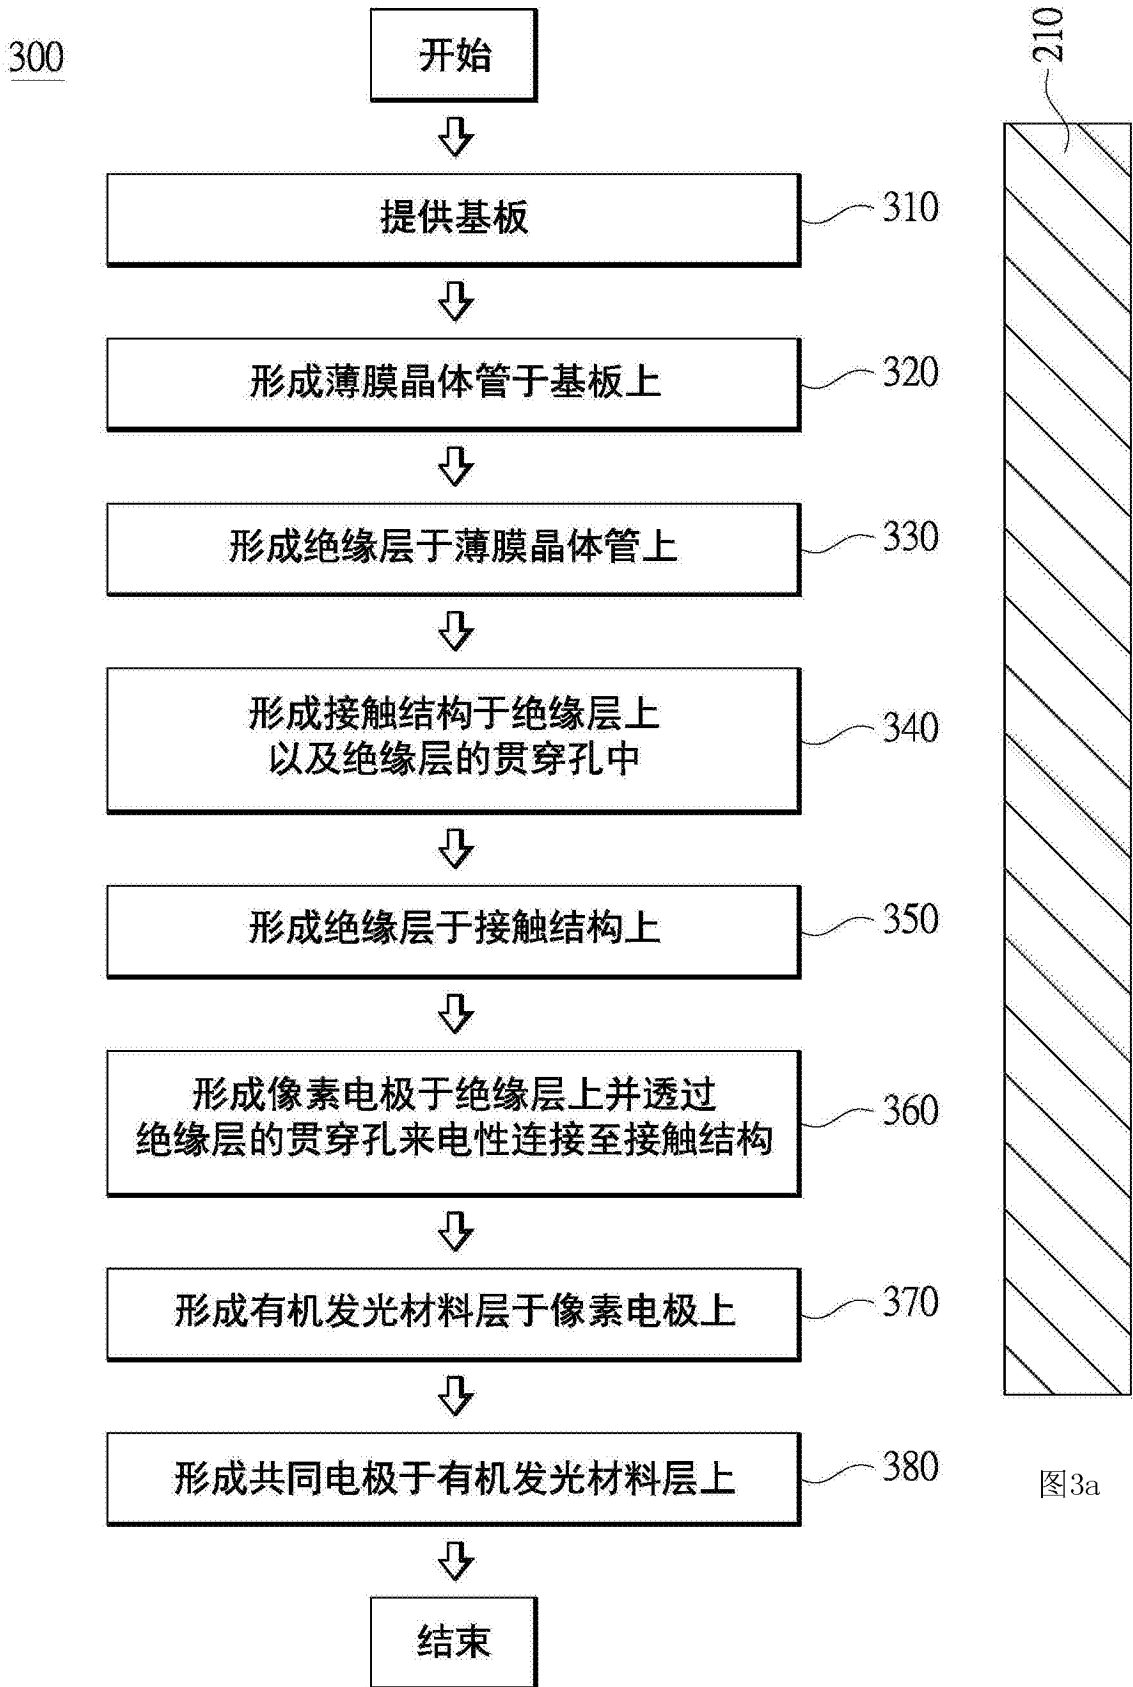 300
开始
提供基板
310
形成薄膜晶体管于基板上
320
形成绝缘层于薄膜晶体管上
330
形成接触结构于绝缘层上
以及绝缘层的贯穿孔中
340
形成绝缘层于接触结构上
350
形成像素电极于绝缘层上并透过
绝缘层的贯穿孔来电性连接至接触结构
360
形成有机发光材料层于像素电极上
370
形成共同电极于有机发光材料层上
380
结束
210
图3a